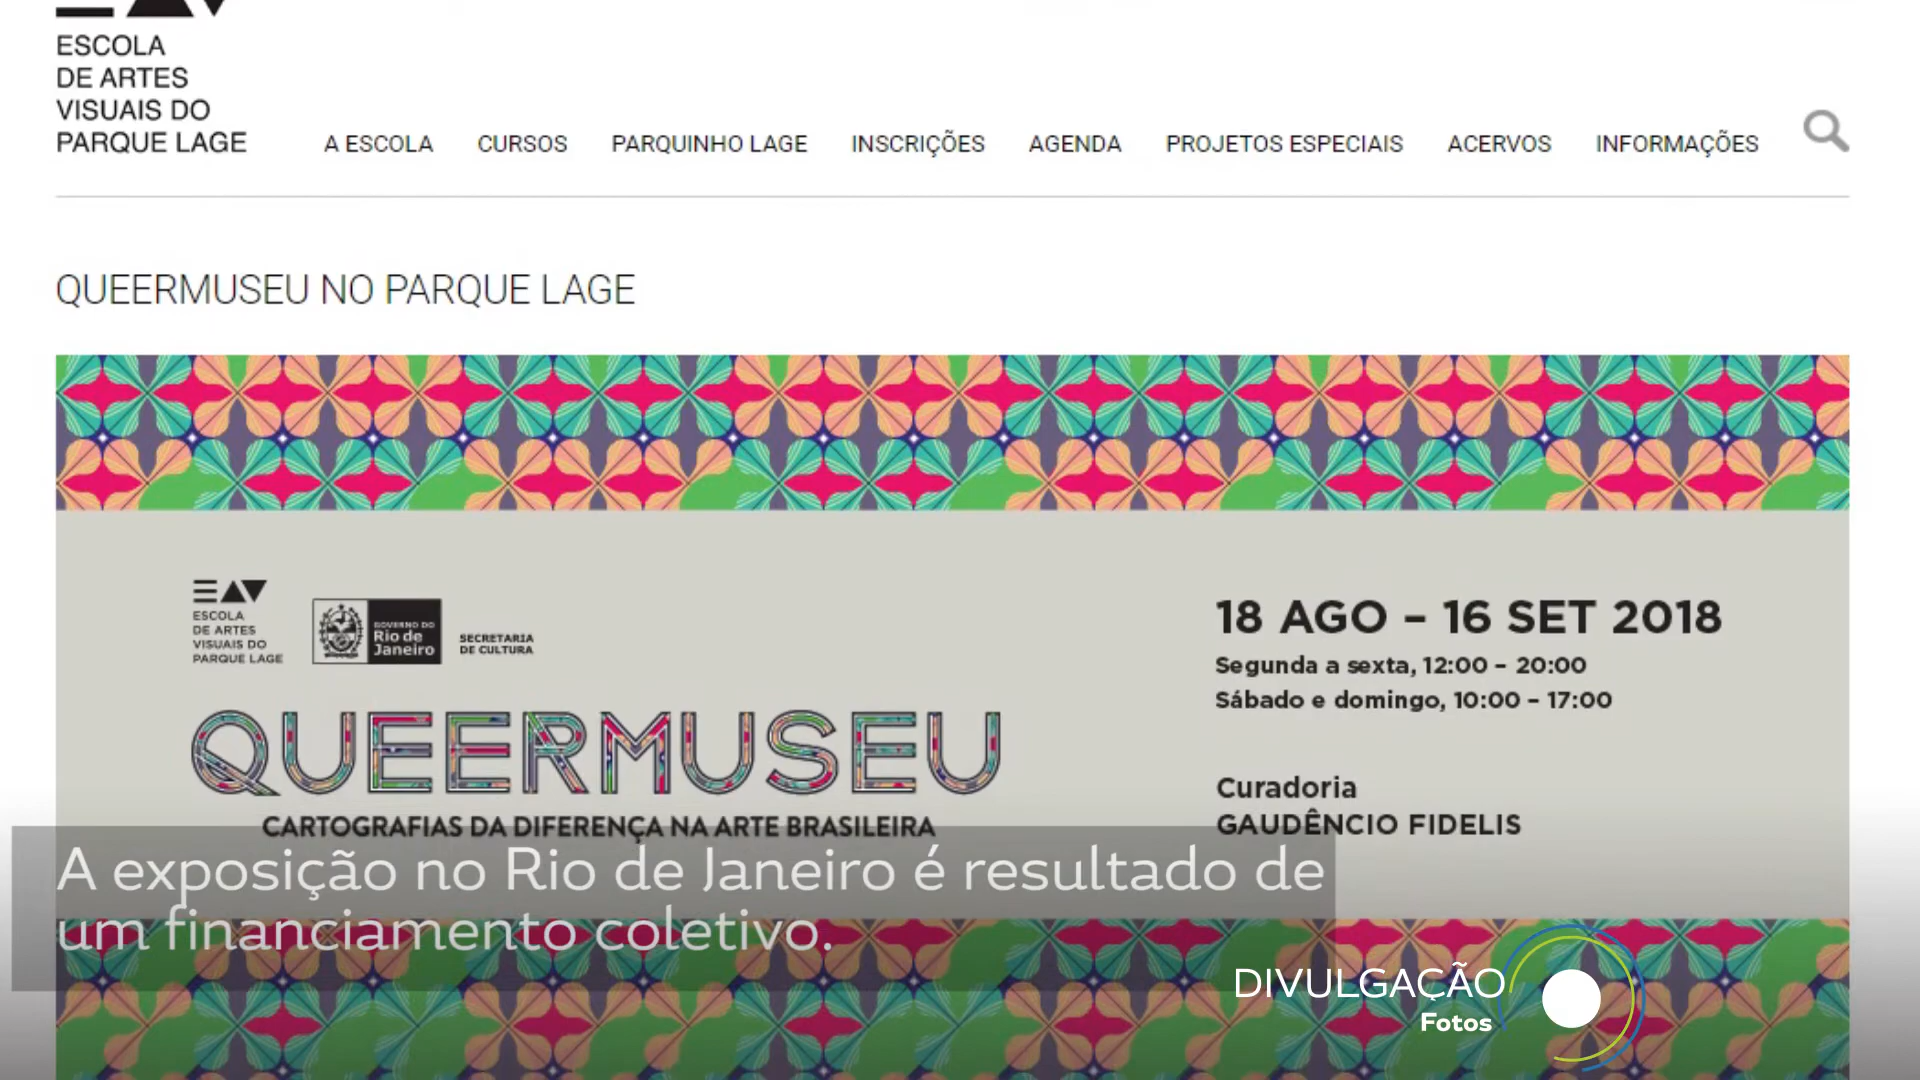 ESCOLA
DE ARTES
VISUAIS DO
PARQUE LAGE
A ESCOLA CURSOS PARQUINHO LAGE INSCRIÇÕES AGENDA PROJETOS ESPECIAIS ACERVOS INFORMAÇÕES
QUEERMUSEU NO PARQUE LAGE
ESCOLA
DE ARTES
VISUAIS DO
PARQUE LAGE
GOVERNO DO
Rio de
Janeiro
SECRETARIA
DE CULTURA
QUEERMUSEU
CARTOGRAFIAS DA DIFERENÇA NA ARTE BRASILEIRA
18 AGO – 16 SET 2018
Segunda a sexta, 12:00 – 20:00
Sábado e domingo, 10:00 – 17:00
Curadoria
GAUDÊNCIO FIDELIS
A exposição no Rio de Janeiro é resultado de
um financiamento coletivo.
DIVULGAÇÃO
Fotos